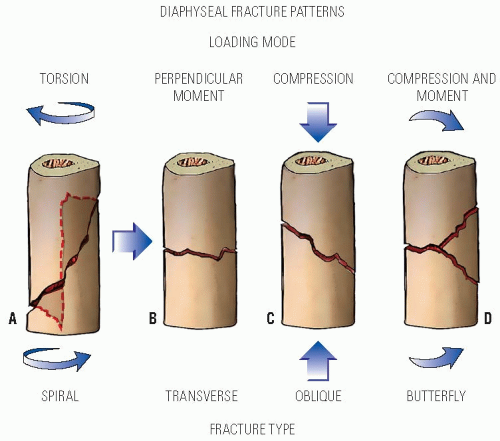 DIAPHYSEAL FRACTURE PATTERNS
LOADING MODE
TORSION
PERPENDICULAR
MOMENT
COMPRESSION
COMPRESSION AND
MOMENT
A
B
C
D
SPIRAL
TRANSVERSE
OBLIQUE
BUTTERFLY
FRACTURE TYPE